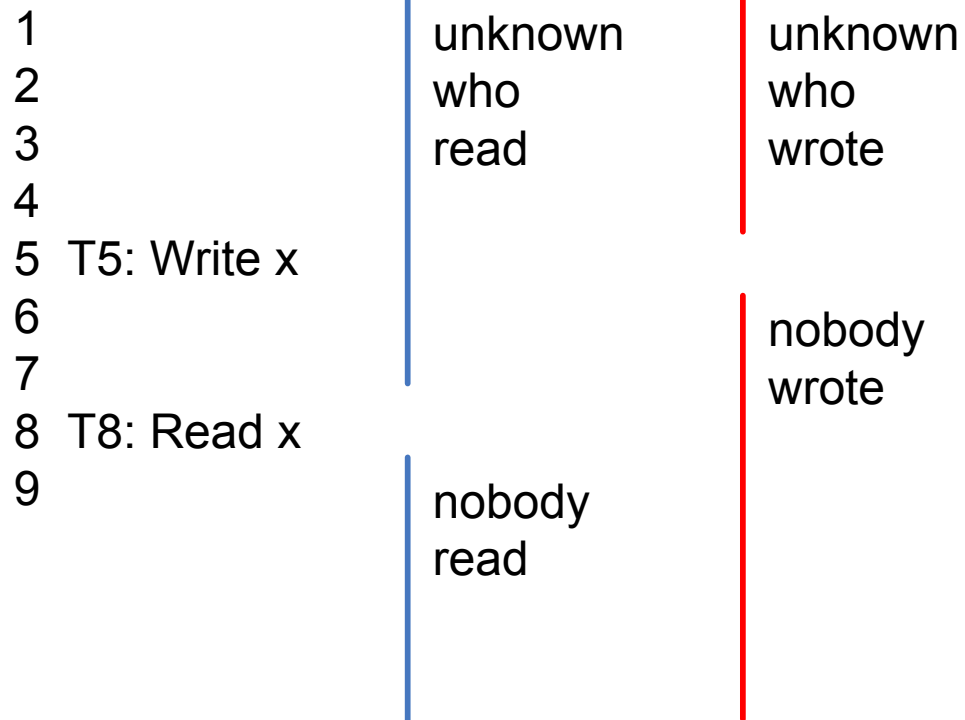 1
2
3
4
5 T5: Write x
6
7
8 T8: Read x
9
unknown
who
read
nobody
read
unknown
who
wrote
nobody
wrote